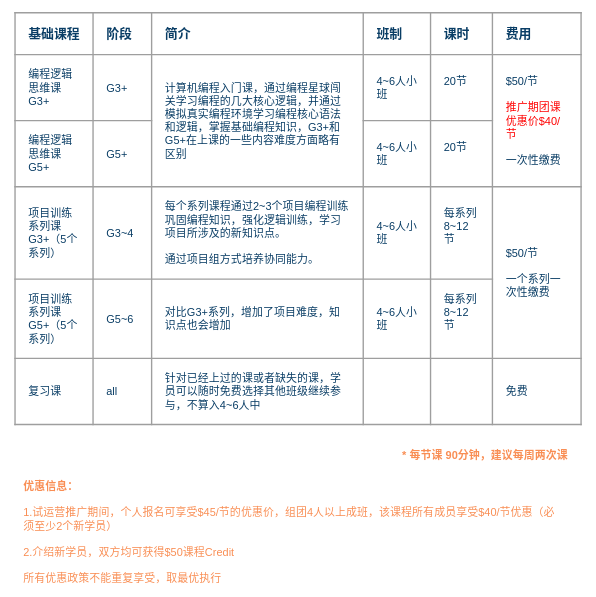 基础课程 阶段 简介 班制 课时 费用
编程逻辑
思维课
G3+
G3+
计算机编程入门课，通过编程星球闯
关学习编程的几大核心逻辑，并通过
模拟真实编程环境学习编程核心语法
和逻辑，掌握基础编程知识，G3+和
G5+在上课的一些内容难度方面略有
区别
4~6人小
班
20节
$50/节
推广期团课
优惠价$40/
节
一次性缴费
编程逻辑
思维课
G5+
G5+
4~6人小
班
20节
项目训练
系列课
G3+（5个
系列）
G3~4
每个系列课程通过2~3个项目编程训练
巩固编程知识，强化逻辑训练，学习
项目所涉及的新知识点。
通过项目组方式培养协同能力。
4~6人小
班
每系列
8~12
节
$50/节
一个系列一
次性缴费
项目训练
系列课
G5+（5个
系列）
G5~6
对比G3+系列，增加了项目难度，知
识点也会增加
4~6人小
班
每系列
8~12
节
复习课
all
针对已经上过的课或者缺失的课，学
员可以随时免费选择其他班级继续参
与，不算入4~6人中
免费
* 每节课 90分钟，建议每周两次课
优惠信息：
1.试运营推广期间，个人报名可享受$45/节的优惠价，组团4人以上成班，该课程所有成员享受$40/节优惠（必
须至少2个新学员）
2.介绍新学员，双方均可获得$50课程Credit
所有优惠政策不能重复享受，取最优执行